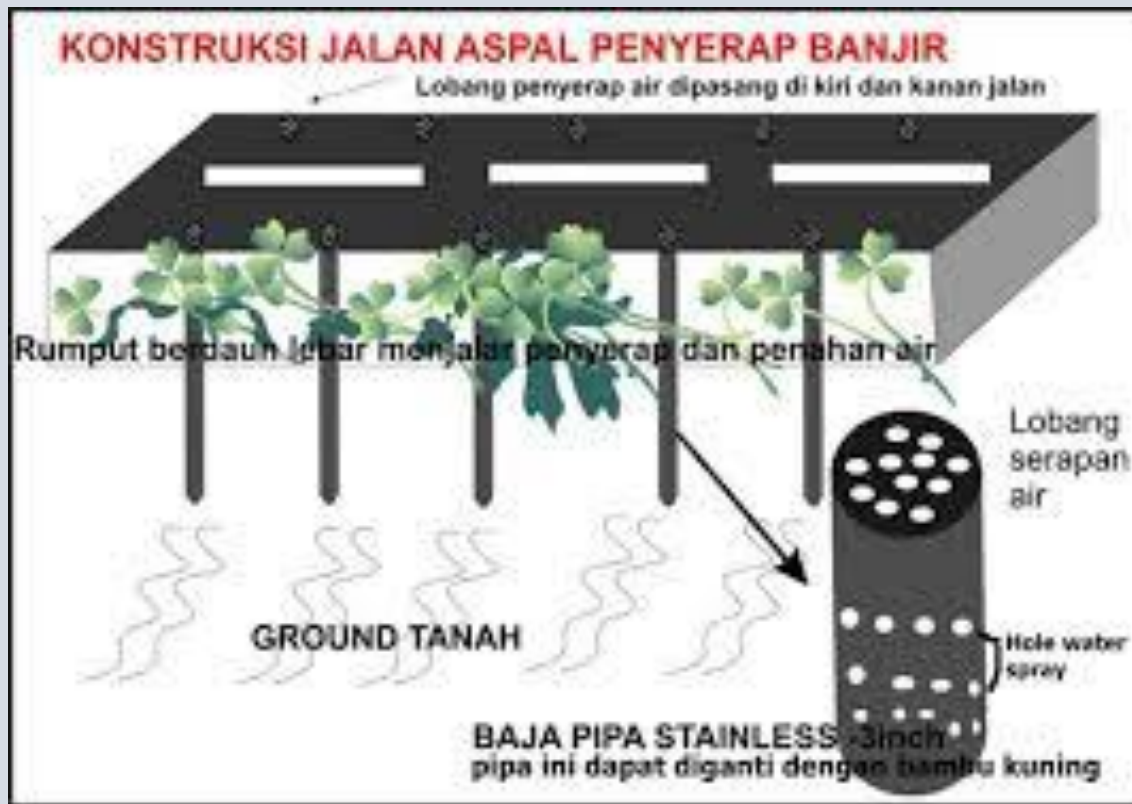 KONSTRUKSI JALAN ASPAL PENYERAP BANJIR
Lobang penyerap air dipasang di kiri dan kanan jalan
Rumput berdaun lebar menjalar penyerap dan penahan air
Lobang
serapan
air
GROUND TANAH
Hole water
spray
BAJA PIPA STAINLESS -3inch
pipa ini dapat diganti dengan bambu kuning